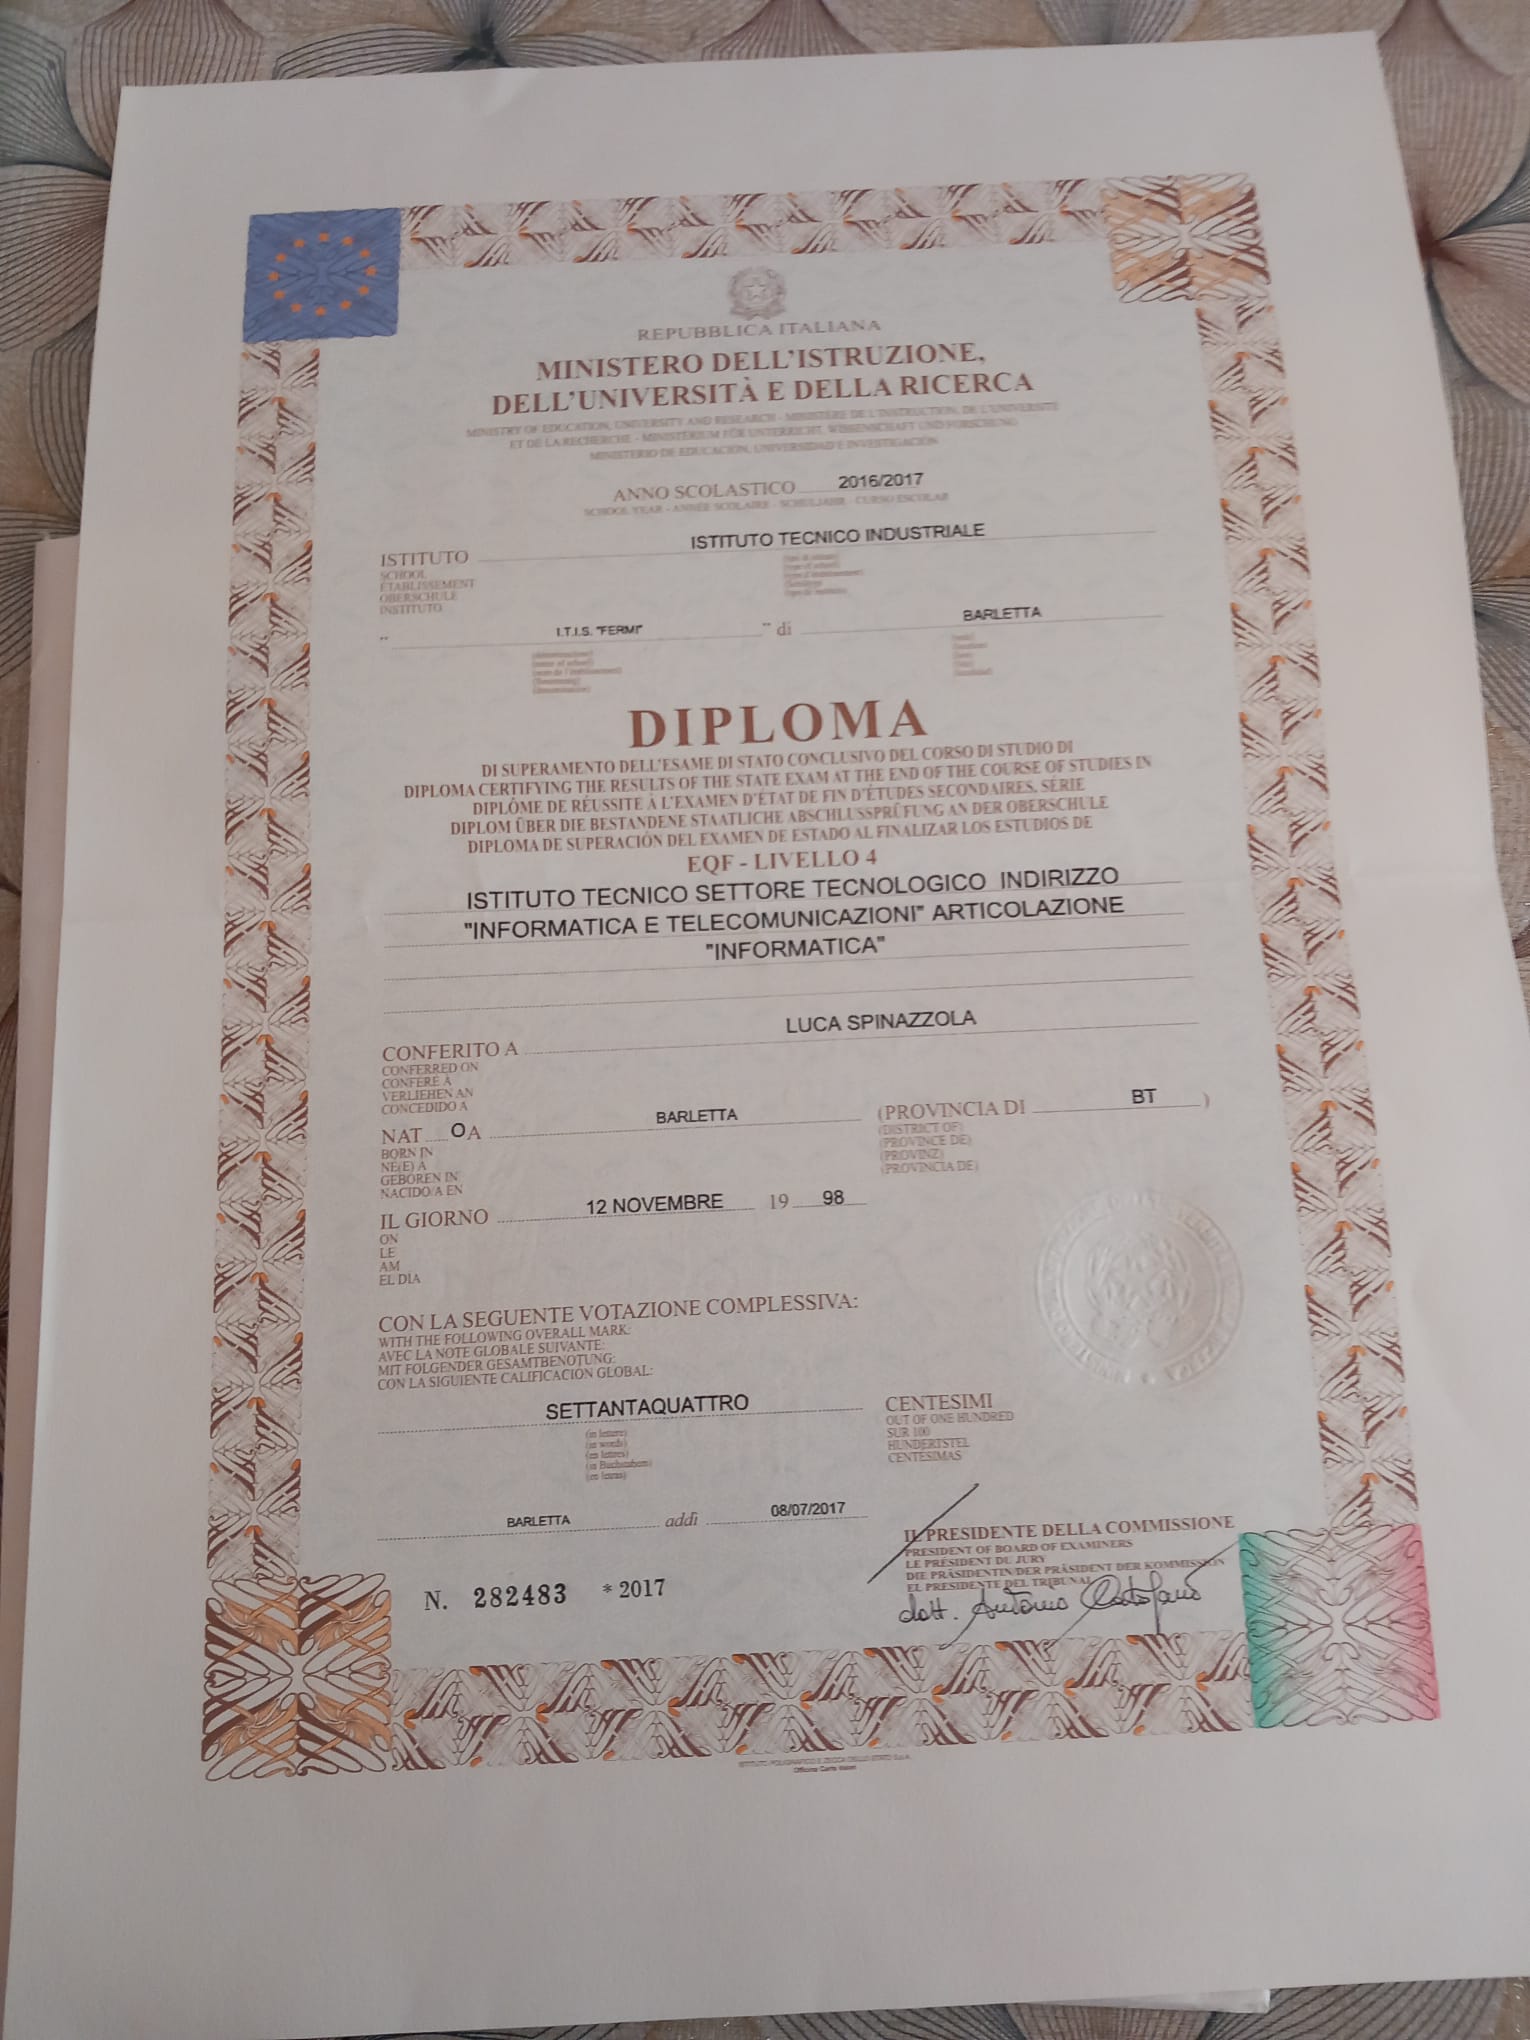 REPUBBLICA ITALIANA
MINISTERO DELL'ISTRUZIONE,
DELL'UNIVERSITÀ E DELLA RICERCA
MINISTRY OF EDUCATION, UNIVERSITY AND RESEARCH - MINISTÈRE DE L'INSTRUCTION, DE L'UNIVERSITÉ
ET DE LA RECHERCHE - MINISTERIUM FÜR UNTERRICHT, WISSENSCHAFT UND FORSCHUNG
MINISTERIO DE EDUCACIÓN, UNIVERSIDAD E INVESTIGACIÓN
ANNO SCOLASTICO 2016/2017
SCHOOL YEAR - ANNÉE SCOLAIRE - SCHULJAHR - CURSO ESCOLAR
ISTITUTO ISTITUTO TECNICO INDUSTRIALE
SCHOOL
ÉTABLISSEMENT
OBERSCHULE
INSTITUTO
" I.T.I.S. "FERMI" " di BARLETTA
DIPLOMA
DI SUPERAMENTO DELL'ESAME DI STATO CONCLUSIVO DEL CORSO DI STUDIO DI
DIPLOMA CERTIFYING THE RESULTS OF THE STATE EXAM AT THE END OF THE COURSE OF STUDIES IN
DIPLÔME DE RÉUSSITE À L'EXAMEN D'ÉTAT DE FIN D'ÉTUDES SECONDAIRES, SÉRIE
DIPLOM ÜBER DIE BESTANDENE STAATLICHE ABSCHLUSSPRÜFUNG AN DER OBERSCHULE
DIPLOMA DE SUPERACIÓN DEL EXAMEN DE ESTADO AL FINALIZAR LOS ESTUDIOS DE
EQF - LIVELLO 4
ISTITUTO TECNICO SETTORE TECNOLOGICO INDIRIZZO
"INFORMATICA E TELECOMUNICAZIONI" ARTICOLAZIONE
"INFORMATICA"
CONFERITO A LUCA SPINAZZOLA
CONFERRED ON
CONFÉRÉ À
VERLIEHEN AN
CONCEDIDO A
NAT O A BARLETTA (PROVINCIA DI BT )
BORN IN (DISTRICT OF)
NÉ(E) À (PROVINCE DE)
GEBOREN IN (PROVINZ)
NACIDO/A EN (PROVINCIA DE)
IL GIORNO 12 NOVEMBRE 19 98
ON
LE
AM
EL DÍA
CON LA SEGUENTE VOTAZIONE COMPLESSIVA:
WITH THE FOLLOWING OVERALL MARK:
AVEC LA NOTE GLOBALE SUIVANTE:
MIT FOLGENDER GESAMTBENOTUNG:
CON LA SIGUIENTE CALIFICACIÓN GLOBAL:
SETTANTAQUATTRO CENTESIMI
OUT OF ONE HUNDRED
SUR 100
HUNDERTSTEL
CENTÉSIMAS
(in lettere)
(in words)
(en lettres)
(in Buchstaben)
(en letras)
BARLETTA addì 08/07/2017
IL PRESIDENTE DELLA COMMISSIONE
PRESIDENT OF BOARD OF EXAMINERS
LE PRÉSIDENT DU JURY
DIE PRÄSIDENTIN/DER PRÄSIDENT DER KOMMISSION
EL PRESIDENTE DEL TRIBUNAL
dott. Antonio
N. 282483 * 2017
ISTITUTO POLIGRAFICO E ZECCA DELLO STATO S.p.A.
Officina Carte Valori